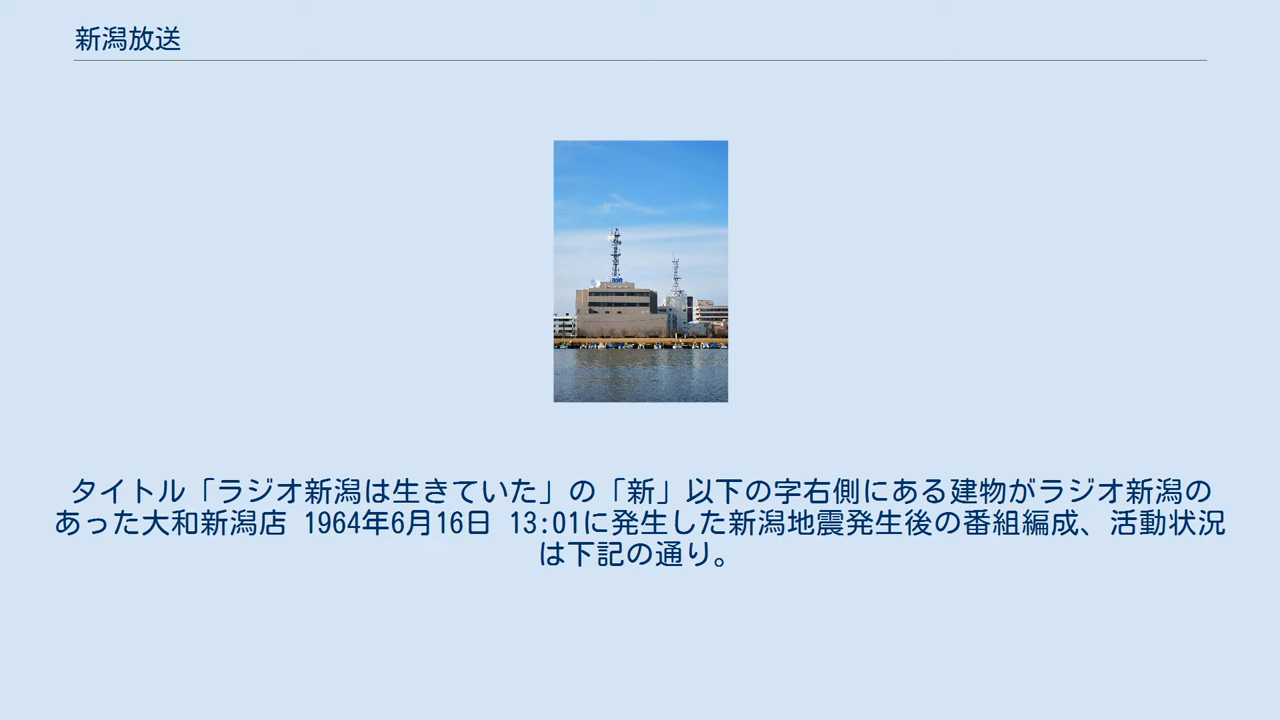 新潟放送
タイトル「ラジオ新潟は生きていた」の「新」以下の字右側にある建物がラジオ新潟の
あった大和新潟店 1964年6月16日 13:01に発生した新潟地震発生後の番組編成、活動状況
は下記の通り。